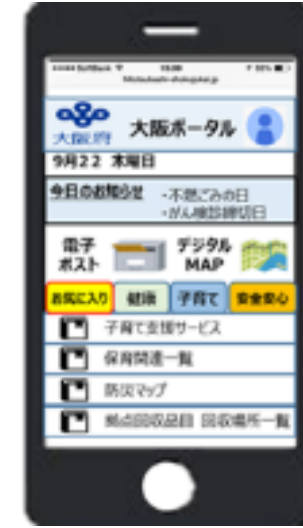 大阪府 大阪ポータル
9月22 木曜日
今日のお知らせ ・不燃ごみの日
・がん検診締切日
電子ポスト デジタルMAP
お気に入り 健康 子育て 安全安心
子育て支援サービス
保育関連一覧
防災マップ
拠点回収品目 回収場所一覧